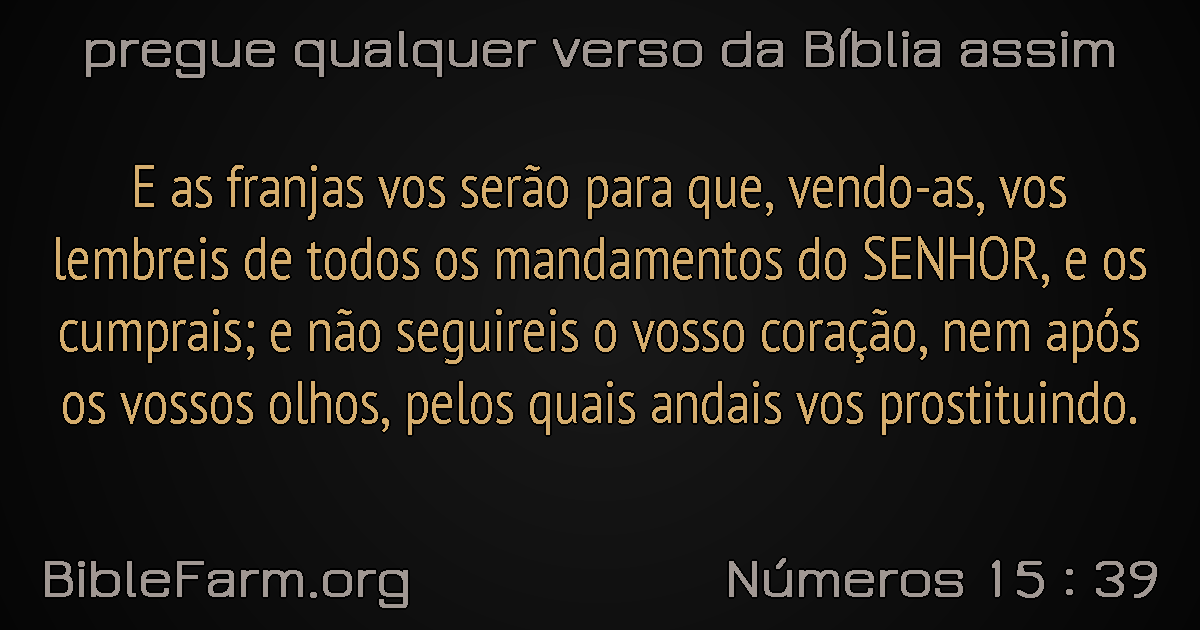 pregue qualquer verso da Bíblia assim
E as franjas vos serão para que, vendo-as, vos
lembreis de todos os mandamentos do SENHOR, e os
cumprais; e não seguireis o vosso coração, nem após
os vossos olhos, pelos quais andais vos prostituindo.
BibleFarm.org
Números 15 : 39